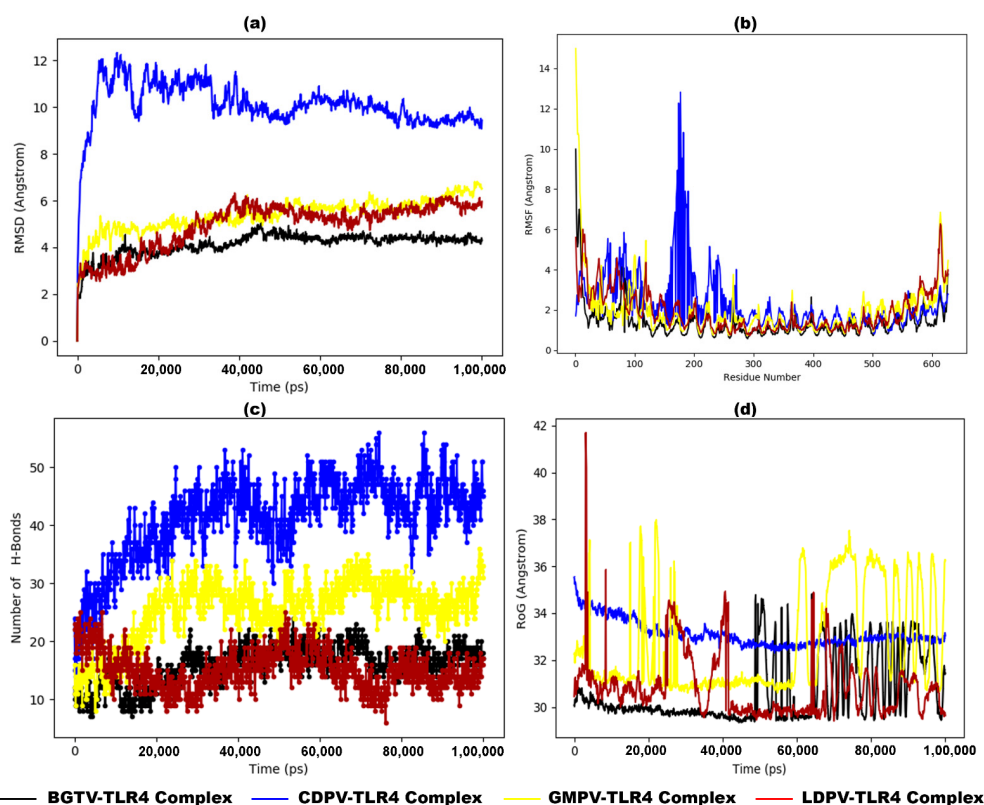 (a)
12
10
8
6
4
2
0
RMSD (Angstrom)
0 20,000 40,000 60,000 80,000 1,00,000
Time (ps)
(b)
14
12
10
8
6
4
2
0
RMSF (Angstrom)
0 100 200 300 400 500 600
Residue Number
(c)
50
40
30
20
10
Number of H-Bonds
0 20,000 40,000 60,000 80,000 1,00,000
Time (ps)
(d)
42
40
38
36
34
32
30
RoG (Angstrom)
0 20,000 40,000 60,000 80,000 1,00,000
Time (ps)
BGTV-TLR4 Complex CDPV-TLR4 Complex GMPV-TLR4 Complex LDPV-TLR4 Complex